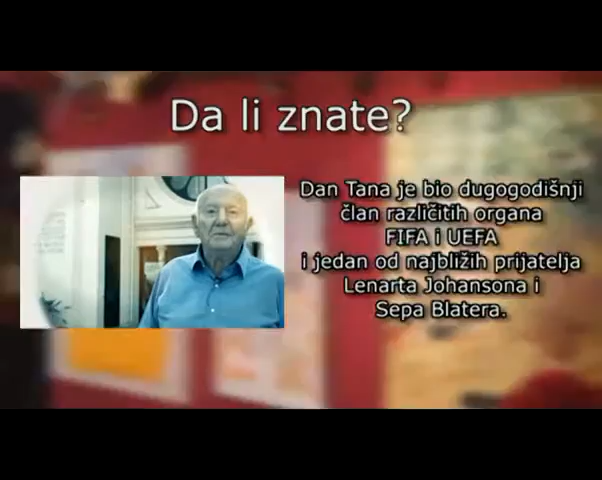 Da li znate?
Dan Tana je bio dugogodišnji
član različitih organa
FIFA i UEFA
i jedan od najbližih prijatelja
Lenarta Johansona i
Sepa Blatera.